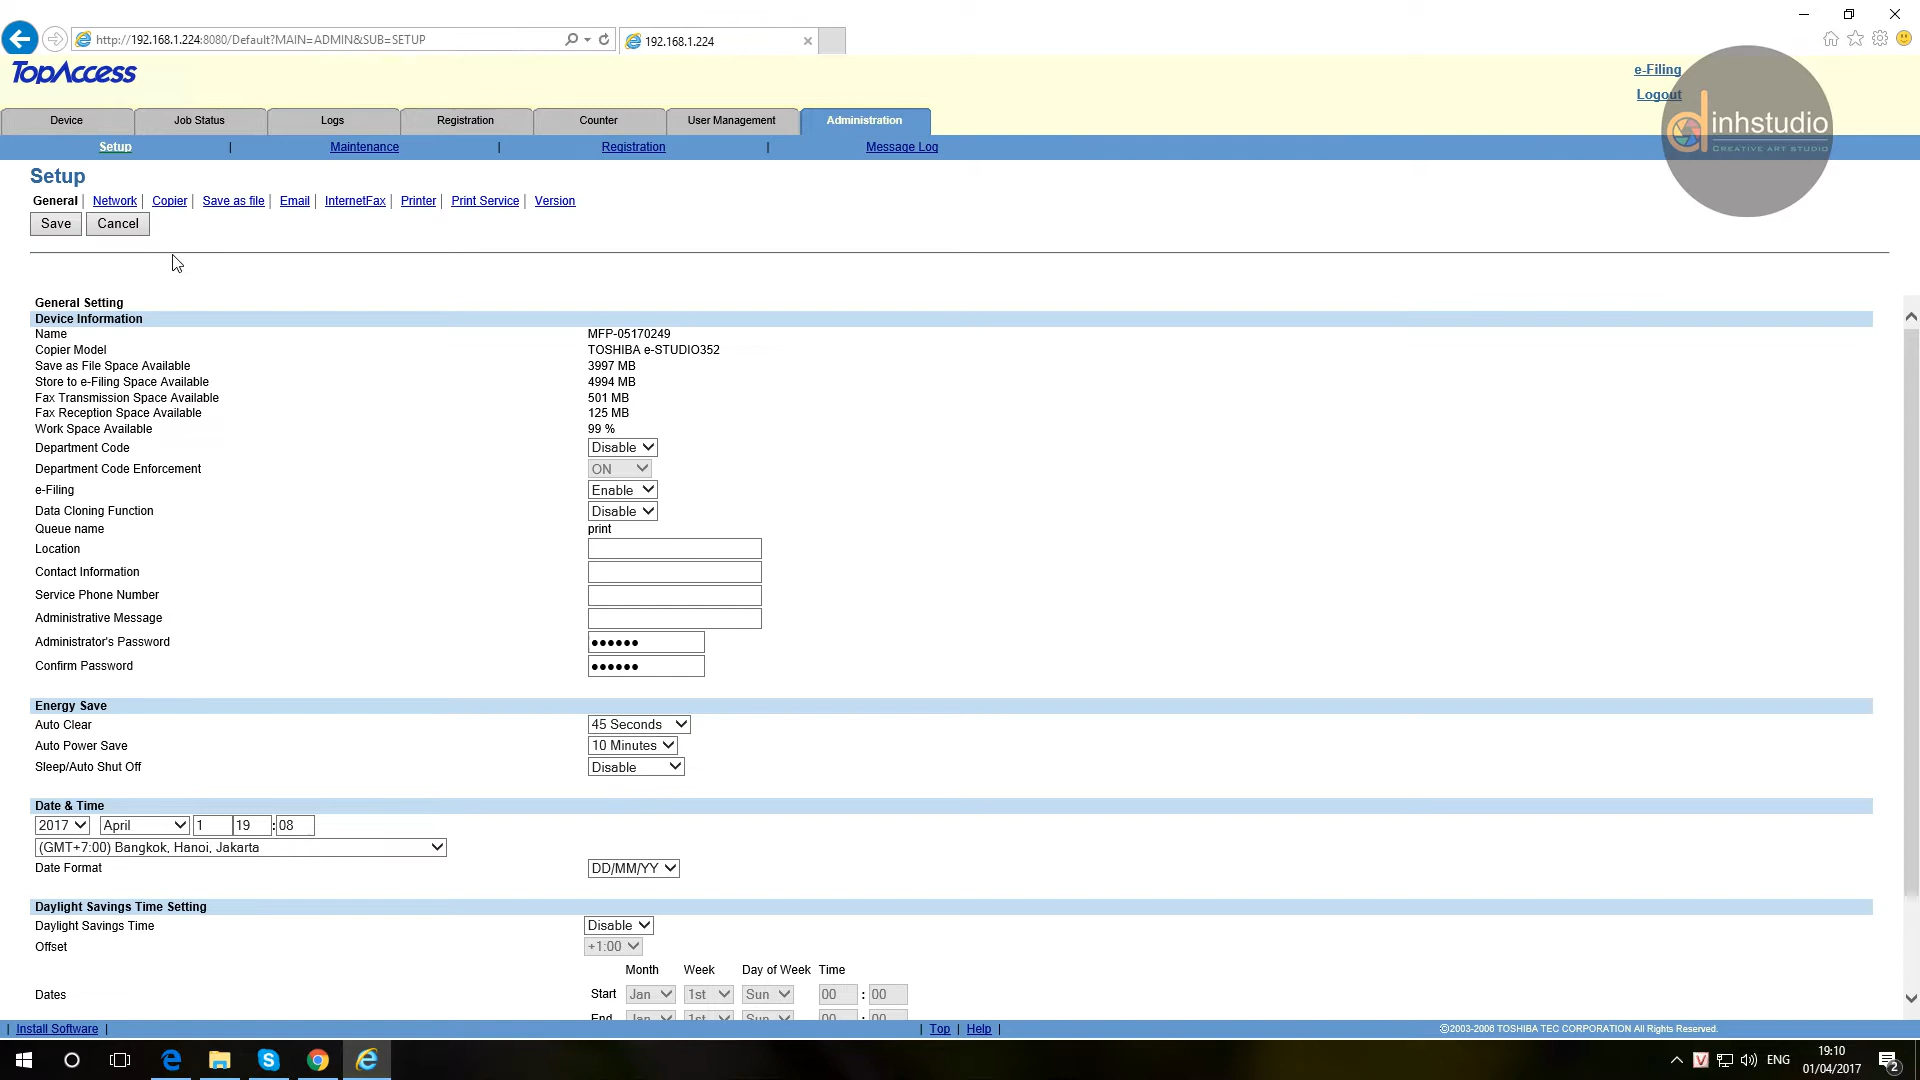 http://192.168.1.224:8080/Default?MAIN=ADMIN&SUB=SETUP
192.168.1.224
TopAccess
e-Filing
Logout
dinhstudio
CREATIVE ART STUDIO
Device
Job Status
Logs
Registration
Counter
User Management
Administration
Setup | Maintenance | Registration | Message Log
Setup
General | Network | Copier | Save as file | Email | InternetFax | Printer | Print Service | Version
Save Cancel
General Setting
Device Information
Name MFP-05170249
Copier Model TOSHIBA e-STUDIO352
Save as File Space Available 3997 MB
Store to e-Filing Space Available 4994 MB
Fax Transmission Space Available 501 MB
Fax Reception Space Available 125 MB
Work Space Available 99 %
Department Code Disable
Department Code Enforcement ON
e-Filing Enable
Data Cloning Function Disable
Queue name print
Location
Contact Information
Service Phone Number
Administrative Message
Administrator's Password ●●●●●●
Confirm Password ●●●●●●
Energy Save
Auto Clear 45 Seconds
Auto Power Save 10 Minutes
Sleep/Auto Shut Off Disable
Date & Time
2017 April 1 19 : 08
(GMT+7:00) Bangkok, Hanoi, Jakarta
Date Format DD/MM/YY
Daylight Savings Time Setting
Daylight Savings Time Disable
Offset +1:00
Month Week Day of Week Time
Dates Start Jan 1st Sun 00 : 00
End Jan 1st Sun 00 : 00
| Install Software | | Top | Help | ©2003-2006 TOSHIBA TEC CORPORATION All Rights Reserved.
ENG
19:10
01/04/2017
2